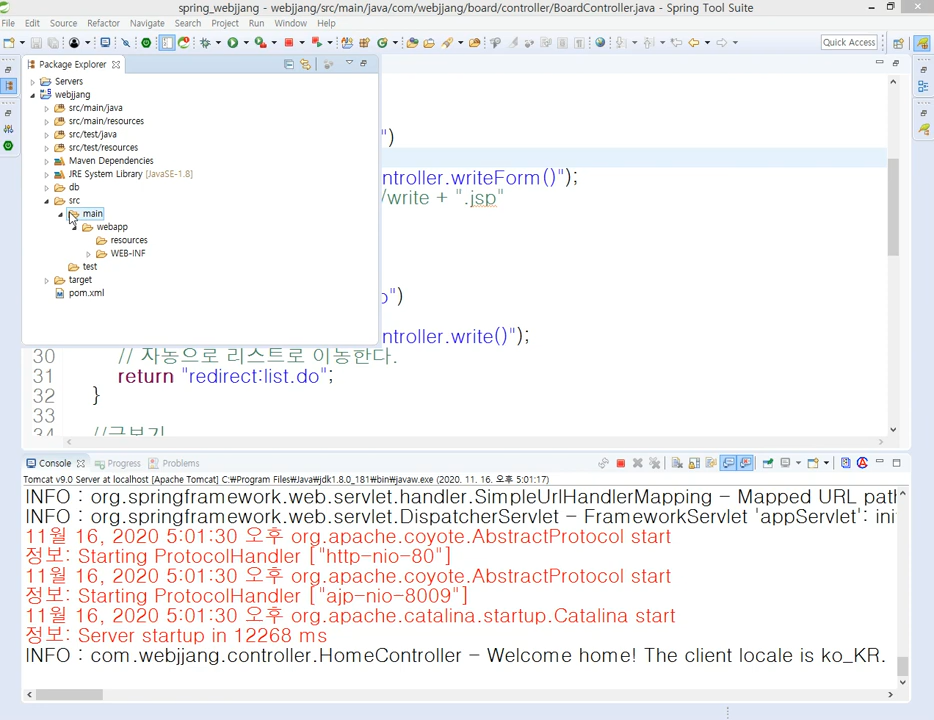 spring_webjjang - webjjang/src/main/java/com/webjjang/board/controller/BoardController.java - Spring Tool Suite
File Edit Source Refactor Navigate Search Project Run Window Help
Quick Access
Package Explorer
Servers
webjjang
src/main/java
src/main/resources
src/test/java
src/test/resources
Maven Dependencies
JRE System Library [JavaSE-1.8]
db
src
main
webapp
resources
WEB-INF
test
target
pom.xml
")
ntroller.writeForm()");
/write + ".jsp"
o")
ntroller.write()");
30 // 자동으로 리스트로 이동한다.
31 return "redirect:list.do";
32 }
33
34 //글보기
Console Progress Problems
Tomcat v9.0 Server at localhost [Apache Tomcat] C:₩Program Files₩Java₩jdk1.8.0_181₩bin₩javaw.exe (2020. 11. 16. 오후 5:01:17)
INFO : org.springframework.web.servlet.handler.SimpleUrlHandlerMapping - Mapped URL path
INFO : org.springframework.web.servlet.DispatcherServlet - FrameworkServlet 'appServlet': ini
11월 16, 2020 5:01:30 오후 org.apache.coyote.AbstractProtocol start
정보: Starting ProtocolHandler ["http-nio-80"]
11월 16, 2020 5:01:30 오후 org.apache.coyote.AbstractProtocol start
정보: Starting ProtocolHandler ["ajp-nio-8009"]
11월 16, 2020 5:01:30 오후 org.apache.catalina.startup.Catalina start
정보: Server startup in 12268 ms
INFO : com.webjjang.controller.HomeController - Welcome home! The client locale is ko_KR.